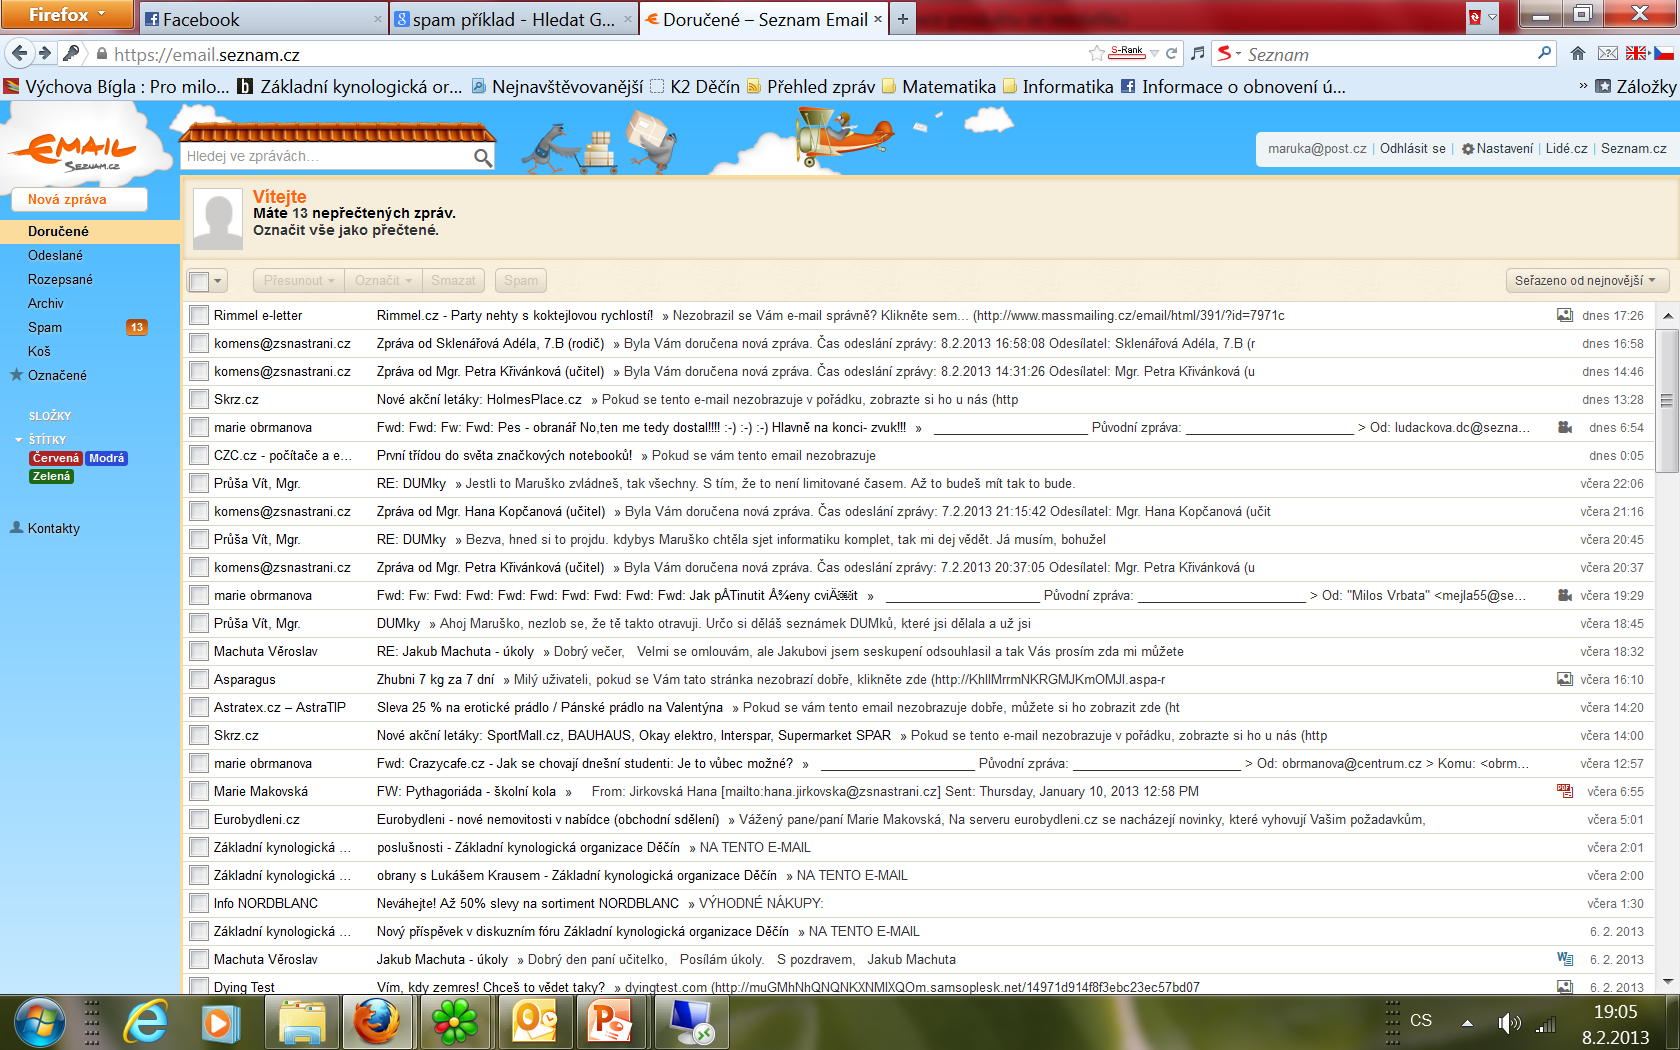 Firefox
Facebook
spam příklad - Hledat G...
Doručené – Seznam Email
https://email.seznam.cz
S-Rank
Seznam
Výchova Bígla : Pro milo...
Základní kynologická or...
Nejnavštěvovanější
K2 Děčín
Přehled zpráv
Matematika
Informatika
Informace o obnovení ú...
» Záložky
EMAIL
SEZNAM.CZ
Hledej ve zprávách...
maruka@post.cz | Odhlásit se | Nastavení | Lidé.cz | Seznam.cz
Nová zpráva
Vítejte
Máte 13 nepřečtených zpráv.
Označit vše jako přečtené.
Doručené
Odeslané
Rozepsané
Archiv
Spam 13
Koš
Označené
SLOŽKY
ŠTÍTKY
Červená Modrá
Zelená
Kontakty
Přesunout Označit Smazat Spam
Seřazeno od nejnovější
Rimmel e-letter Rimmel.cz - Party nehty s koktejlovou rychlostí! » Nezobrazil se Vám e-mail správně? Klikněte sem... (http://www.massmailing.cz/email/html/391/?id=7971c dnes 17:26
komens@zsnastrani.cz Zpráva od Sklenářová Adéla, 7.B (rodič) » Byla Vám doručena nová zpráva. Čas odeslání zprávy: 8.2.2013 16:58:08 Odesílatel: Sklenářová Adéla, 7.B (r dnes 16:58
komens@zsnastrani.cz Zpráva od Mgr. Petra Křivánková (učitel) » Byla Vám doručena nová zpráva. Čas odeslání zprávy: 8.2.2013 14:31:26 Odesílatel: Mgr. Petra Křivánková (u dnes 14:46
Skrz.cz Nové akční letáky: HolmesPlace.cz » Pokud se tento e-mail nezobrazuje v pořádku, zobrazte si ho u nás (http dnes 13:28
marie obrmanova Fwd: Fwd: Fw: Fwd: Pes - obranář No,ten me tedy dostal!!!! :-) :-) :-) Hlavně na konci- zvuk!!! » ______________________ Původní zpráva: ________________________ > Od: ludackova.dc@sezna... dnes 6:54
CZC.cz - počítače a e... První třídou do světa značkových notebooků! » Pokud se vám tento email nezobrazuje dnes 0:05
Průša Vít, Mgr. RE: DUMky » Jestli to Maruško zvládneš, tak všechny. S tím, že to není limitované časem. Až to budeš mít tak to bude. včera 22:06
komens@zsnastrani.cz Zpráva od Mgr. Hana Kopčanová (učitel) » Byla Vám doručena nová zpráva. Čas odeslání zprávy: 7.2.2013 21:15:42 Odesílatel: Mgr. Hana Kopčanová (učit včera 21:16
Průša Vít, Mgr. RE: DUMky » Bezva, hned si to projdu. kdybys Maruško chtěla sjet informatiku komplet, tak mi dej vědět. Já musím, bohužel včera 20:45
komens@zsnastrani.cz Zpráva od Mgr. Petra Křivánková (učitel) » Byla Vám doručena nová zpráva. Čas odeslání zprávy: 7.2.2013 20:37:05 Odesílatel: Mgr. Petra Křivánková (u včera 20:37
marie obrmanova Fwd: Fw: Fwd: Fwd: Fwd: Fwd: Fwd: Fwd: Fwd: Fwd: Jak » ______________________ Původní zpráva: ________________________ > Od: "Milos Vrbata" <mejla55@se... včera 19:29
Průša Vít, Mgr. DUMky » Ahoj Maruško, nezlob se, že tě takto otravuji. Určo si děláš seznámek DUMků, které jsi dělala a už jsi včera 18:45
Machuta Věroslav RE: Jakub Machuta - úkoly » Dobrý večer, Velmi se omlouvám, ale Jakubovi jsem seskupení odsouhlasil a tak Vás prosím zda mi můžete včera 18:32
Asparagus Zhubni 7 kg za 7 dní » Milý uživateli, pokud se Vám tato stránka nezobrazí dobře, klikněte zde včera 16:10
Astratex.cz – AstraTIP Sleva 25 % na erotické prádlo / Pánské prádlo na Valentýna » Pokud se vám tento email nezobrazuje dobře, můžete si ho zobrazit zde (ht včera 14:20
Skrz.cz Nové akční letáky: SportMall.cz, BAUHAUS, Okay elektro, Interspar, Supermarket SPAR » Pokud se tento e-mail nezobrazuje v pořádku, zobrazte si ho u nás (http včera 14:00
marie obrmanova Fwd: Crazycafe.cz - Jak se chovají dnešní studenti: Je to vůbec možné? » ______________________ Původní zpráva: ________________________ > Od: obrmanova@centrum.cz > Komu: <obrm... včera 12:57
Marie Makovská FW: Pythagoriáda - školní kola » From: Jirkovská Hana [mailto:hana.jirkovska@zsnastrani.cz] Sent: Thursday, January 10, 2013 12:58 PM včera 6:55
Eurobydleni.cz Eurobydleni - nové nemovitosti v nabídce (obchodní sdělení) » Vážený pane/paní Marie Makovská, Na serveru eurobydleni.cz se nacházejí novinky, které vyhovují Vašim požadavkům, včera 5:01
Základní kynologická ... poslušnosti - Základní kynologická organizace Děčín » NA TENTO E-MAIL včera 2:01
Základní kynologická ... obrany s Lukášem Krausem - Základní kynologická organizace Děčín » NA TENTO E-MAIL včera 2:00
Info NORDBLANC Neváhejte! Až 50% slevy na sortiment NORDBLANC » VÝHODNÉ NÁKUPY: včera 1:30
Základní kynologická ... Nový příspěvek v diskuzním fóru Základní kynologická organizace Děčín » NA TENTO E-MAIL 6. 2. 2013
Machuta Věroslav Jakub Machuta - úkoly » Dobrý den paní učitelko, Posílám úkoly. S pozdravem, Jakub Machuta 6. 2. 2013
Dying Test Vím, kdy zemres! Chceš to vědet taky? » dyingtest.com 6. 2. 2013
CS
19:05
8.2.2013